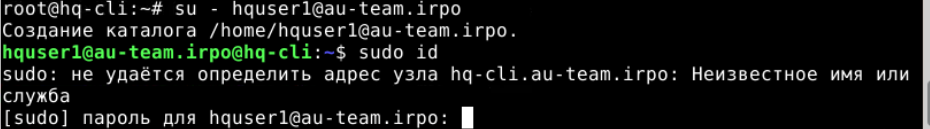 root@hq-cli:~# su - hquser1@au-team.irpo
Создание каталога /home/hquser1@au-team.irpo.
hquser1@au-team.irpo@hq-cli:~$ sudo id
sudo: не удаётся определить адрес узла hq-cli.au-team.irpo: Неизвестное имя или
служба
[sudo] пароль для hquser1@au-team.irpo: